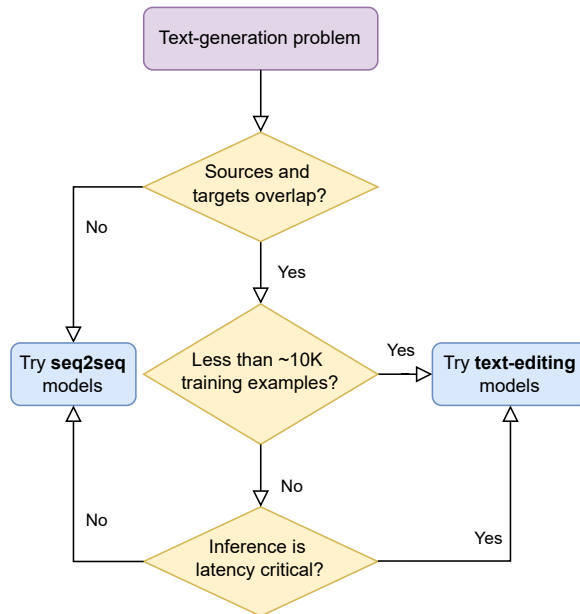 Text-generation problem
Sources and
targets overlap?
No
Yes
Try seq2seq
models
Less than ~10K
training examples?
Yes
Try text-editing
models
No
No
Inference is
latency critical?
Yes